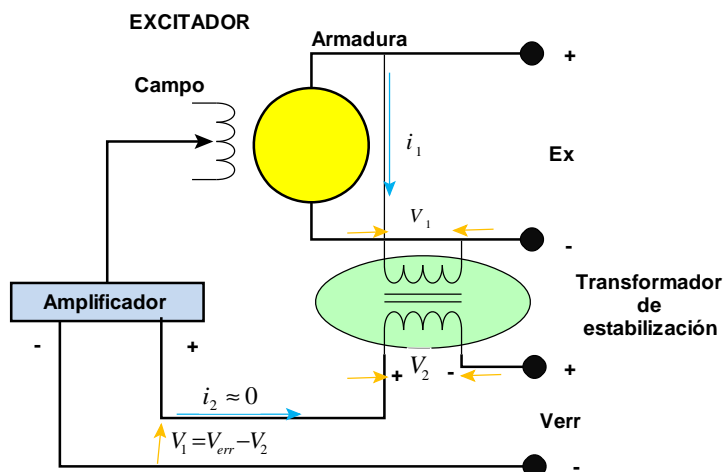 EXCITADOR
Armadura
+
Campo
i₁
Ex
V₁
-
Transformador
de
estabilización
Amplificador
-
+
+
V₂
-
+
i₂ ≈ 0
Verr
V₁ = Verr − V₂
-